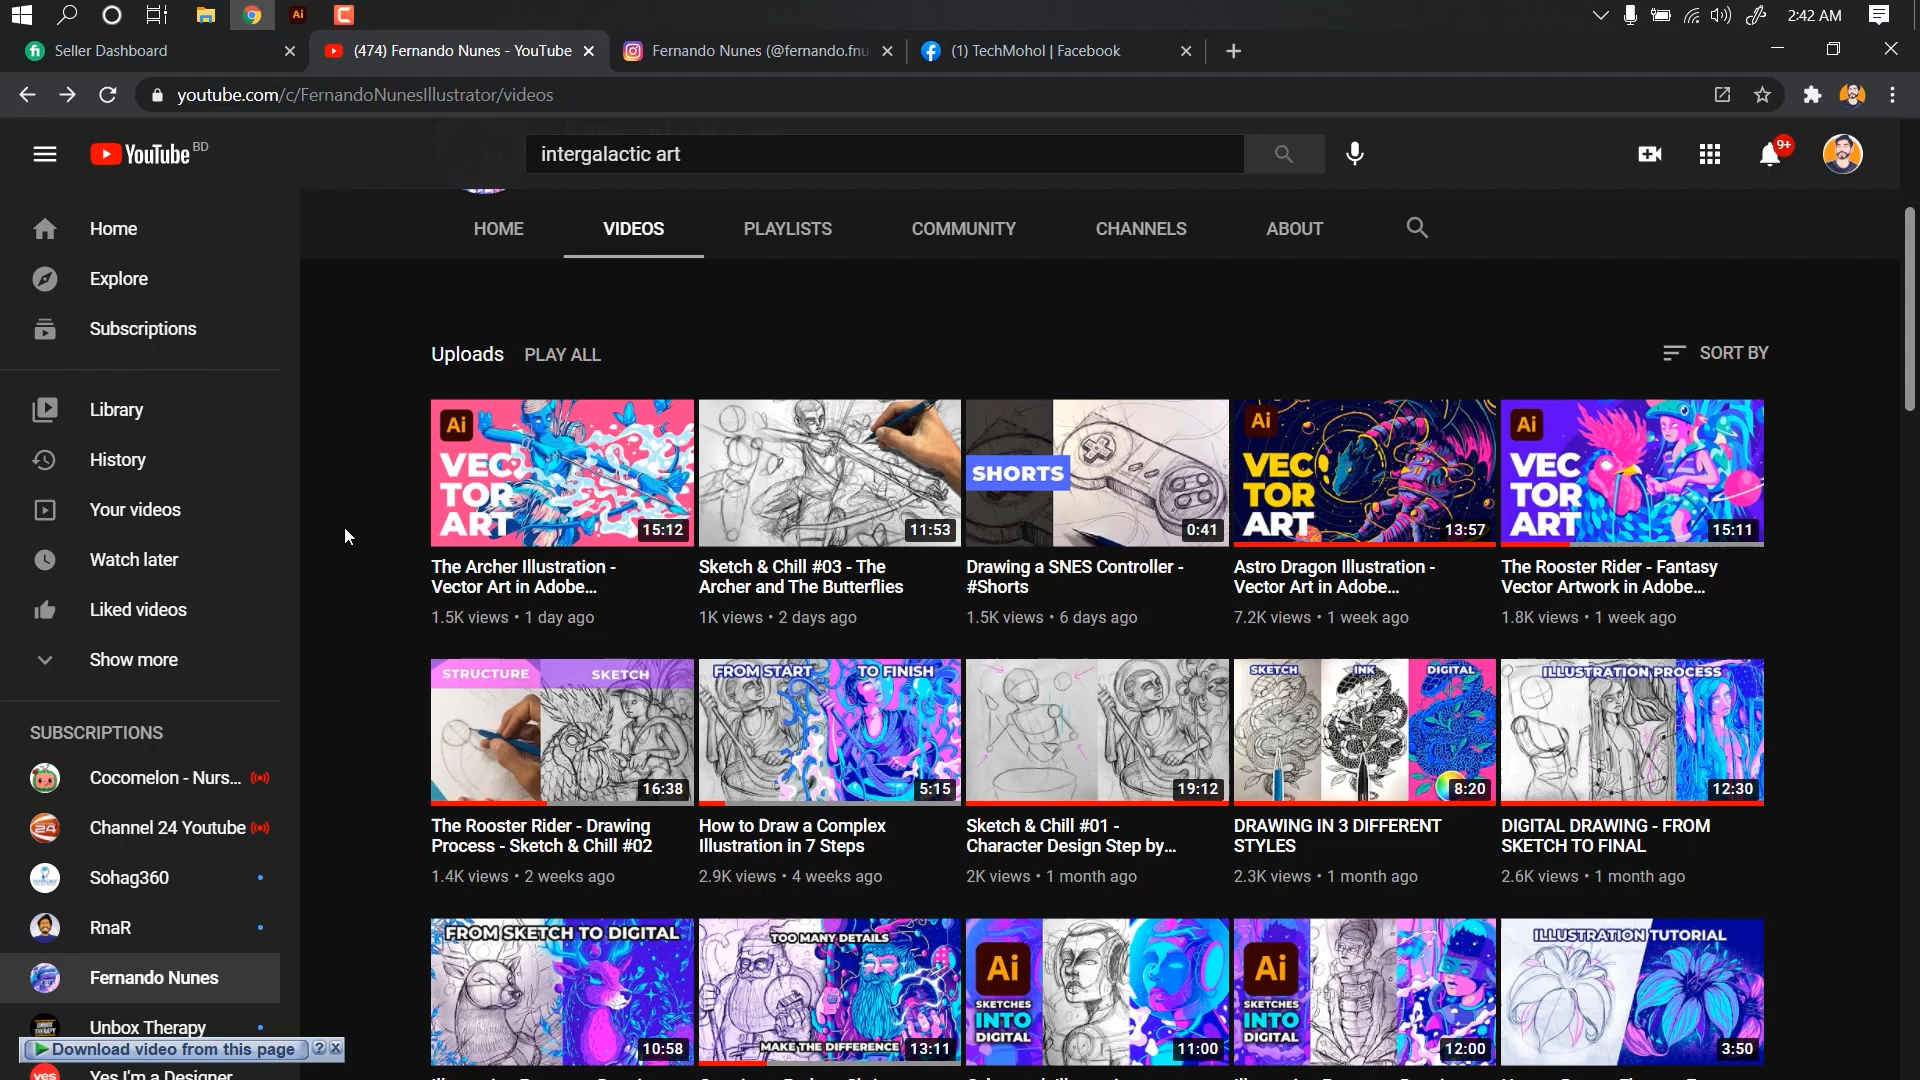 2:42 AM
Seller Dashboard
(474) Fernando Nunes - YouTube
Fernando Nunes (@fernando.fnu
(1) TechMohol | Facebook
youtube.com/c/FernandoNunesIllustrator/videos
YouTube BD
intergalactic art
9+
HOME
VIDEOS
PLAYLISTS
COMMUNITY
CHANNELS
ABOUT
Home
Explore
Subscriptions
Library
History
Your videos
Watch later
Liked videos
Show more
SUBSCRIPTIONS
Cocomelon - Nurs...
Channel 24 Youtube
Sohag360
RnaR
Fernando Nunes
Unbox Therapy
Download video from this page ?
Yes I'm a Designer
Uploads PLAY ALL
SORT BY
Ai
VEC
TOR
ART
15:12
The Archer Illustration -
Vector Art in Adobe...
1.5K views • 1 day ago
11:53
Sketch & Chill #03 - The
Archer and The Butterflies
1K views • 2 days ago
SHORTS
0:41
Drawing a SNES Controller -
#Shorts
1.5K views • 6 days ago
Ai
VEC
TOR
ART
13:57
Astro Dragon Illustration -
Vector Art in Adobe...
7.2K views • 1 week ago
Ai
VEC
TOR
ART
15:11
The Rooster Rider - Fantasy
Vector Artwork in Adobe...
1.8K views • 1 week ago
STRUCTURE SKETCH
16:38
The Rooster Rider - Drawing
Process - Sketch & Chill #02
1.4K views • 2 weeks ago
FROM START TO FINISH
5:15
How to Draw a Complex
Illustration in 7 Steps
2.9K views • 4 weeks ago
19:12
Sketch & Chill #01 -
Character Design Step by...
2K views • 1 month ago
SKETCH INK DIGITAL
8:20
DRAWING IN 3 DIFFERENT
STYLES
2.3K views • 1 month ago
ILLUSTRATION PROCESS
12:30
DIGITAL DRAWING - FROM
SKETCH TO FINAL
2.6K views • 1 month ago
FROM SKETCH TO DIGITAL
10:58
TOO MANY DETAILS
MAKE THE DIFFERENCE
13:11
Ai
SKETCHES
INTO
DIGITAL
11:00
Ai
SKETCHES
INTO
DIGITAL
12:00
ILLUSTRATION TUTORIAL
3:50